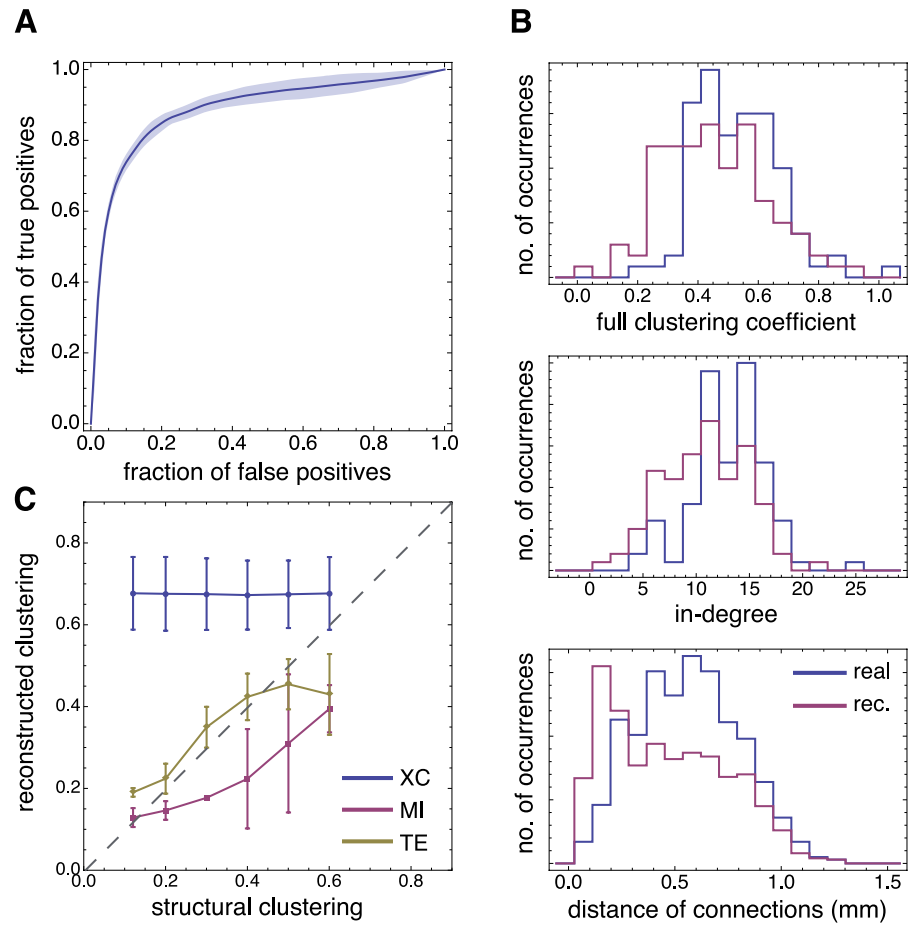 A
1.0
0.8
0.6
0.4
0.2
0.0
fraction of true positives
0.0 0.2 0.4 0.6 0.8 1.0
fraction of false positives
B
no. of occurrences
0.0 0.2 0.4 0.6 0.8 1.0
full clustering coefficient
no. of occurrences
0 5 10 15 20 25
in-degree
no. of occurrences
real
rec.
0.0 0.5 1.0 1.5
distance of connections (mm)
C
0.8
0.6
0.4
0.2
0.0
reconstructed clustering
XC
MI
TE
0.0 0.2 0.4 0.6 0.8
structural clustering